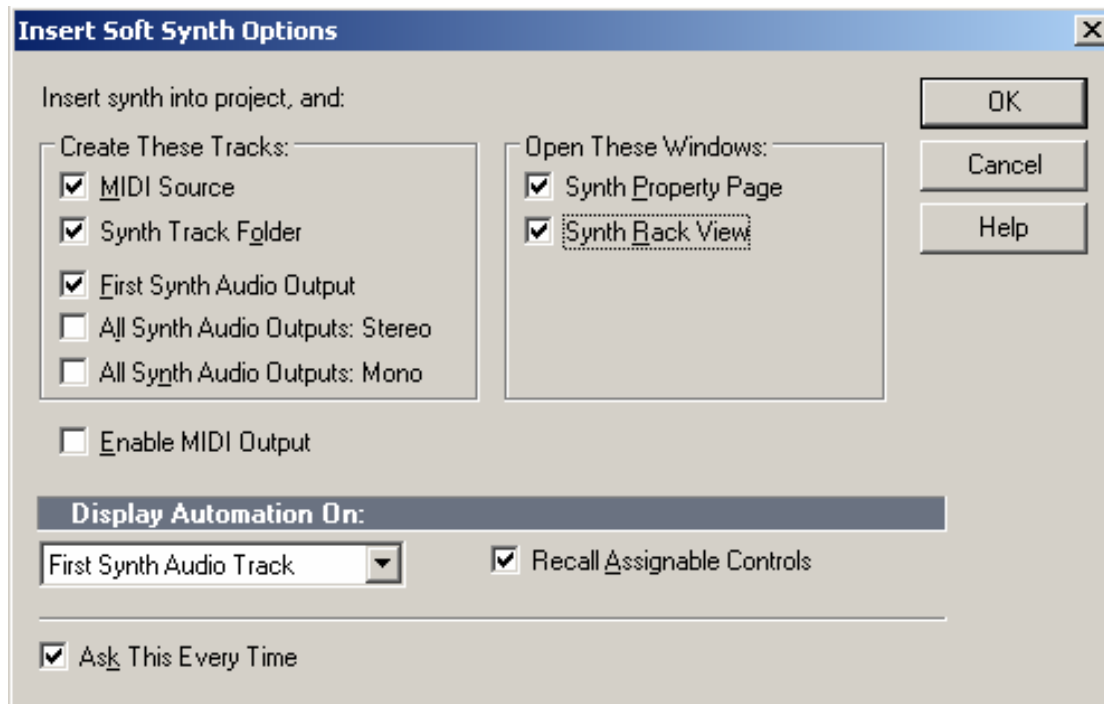 Insert Soft Synth Options
Insert synth into project, and:
Create These Tracks:
MIDI Source
Synth Track Folder
First Synth Audio Output
All Synth Audio Outputs: Stereo
All Synth Audio Outputs: Mono
Enable MIDI Output
Open These Windows:
Synth Property Page
Synth Rack View
OK
Cancel
Help
Display Automation On:
First Synth Audio Track
Recall Assignable Controls
Ask This Every Time